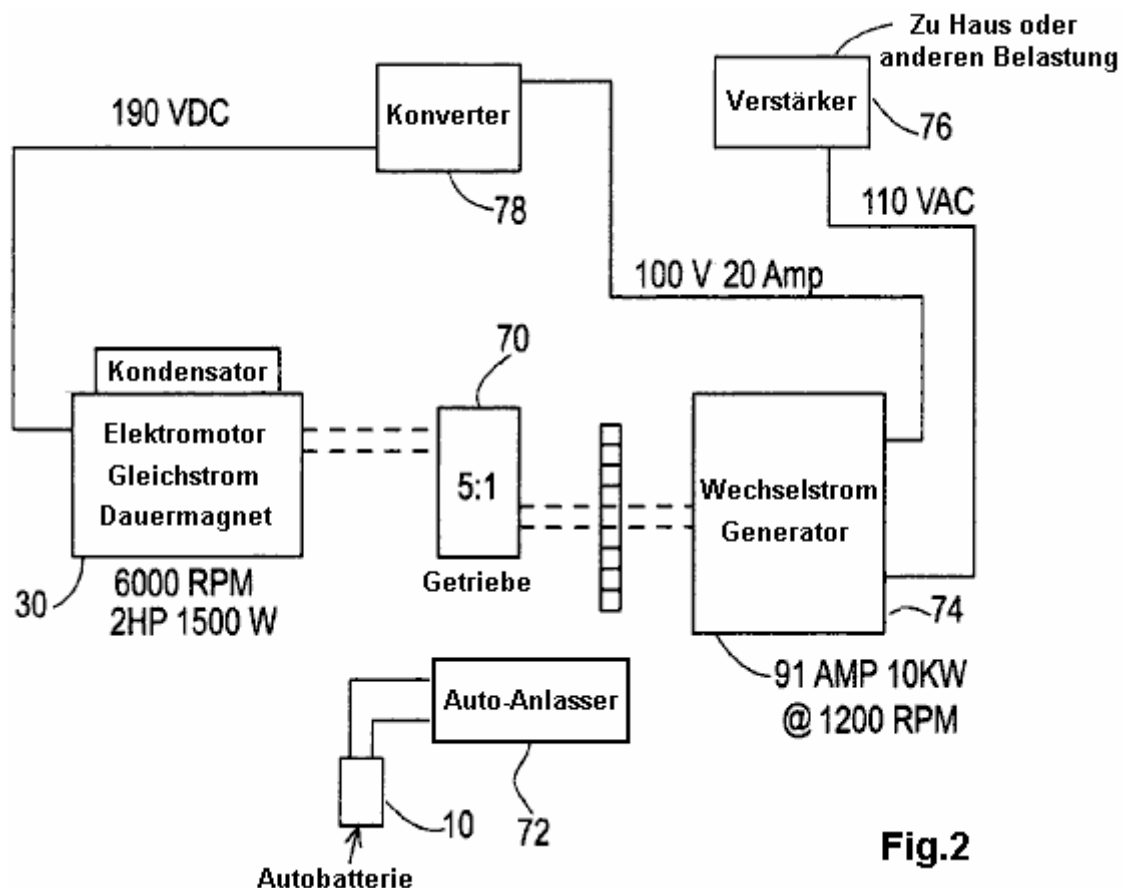 Zu Haus oder
anderen Belastung
Verstärker
76
Konverter
78
190 VDC
110 VAC
100 V 20 Amp
70
Kondensator
Elektromotor
Gleichstrom
Dauermagnet
5:1
Wechselstrom
Generator
Getriebe
30
6000 RPM
2HP 1500 W
74
91 AMP 10KW
@ 1200 RPM
Auto-Anlasser
72
10
Autobatterie
Fig.2